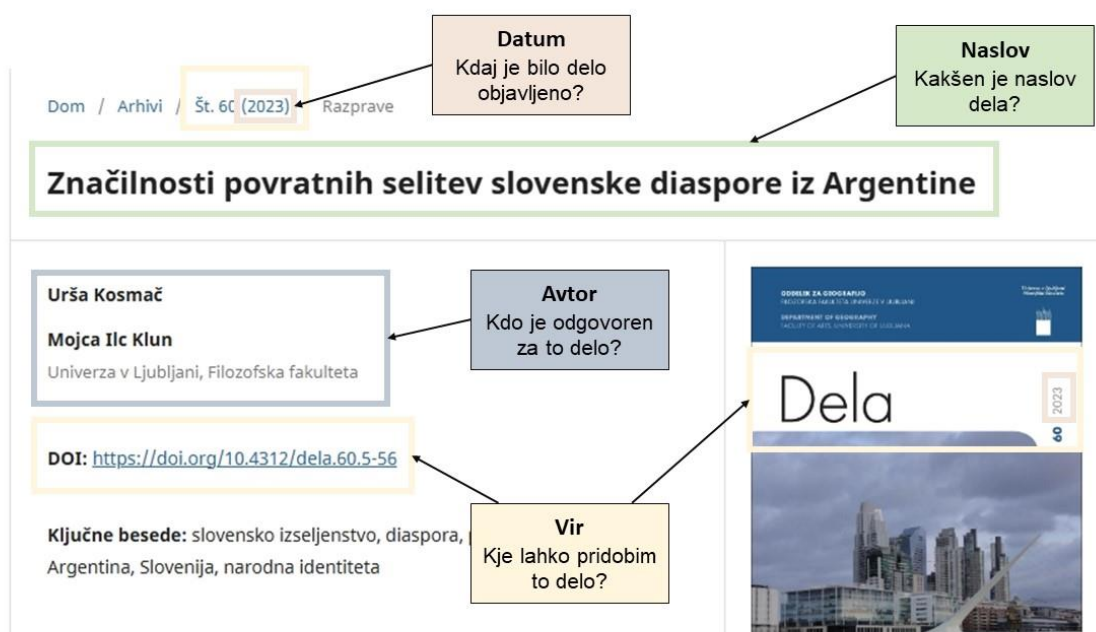 Datum
Kdaj je bilo delo
objavljeno?
Naslov
Kakšen je naslov
dela?
Dom / Arhivi / Št. 60 (2023) Razprave
Značilnosti povratnih selitev slovenske diaspore iz Argentine
Urša Kosmač
Mojca Ilc Klun
Univerza v Ljubljani, Filozofska fakulteta
Avtor
Kdo je odgovoren
za to delo?
ODDELEK ZA GEOGRAFIJO
FILOZOFSKA FAKULTETA UNIVERZE V LJUBLJANI
DEPARTMENT OF GEOGRAPHY
FACULTY OF ARTS, UNIVERSITY OF LJUBLJANA
Univerza v Ljubljani
Filozofska fakulteta
Dela
60 2023
DOI: https://doi.org/10.4312/dela.60.5-56
Ključne besede: slovensko izseljenstvo, diaspora,
Argentina, Slovenija, narodna identiteta
Vir
Kje lahko pridobim
to delo?